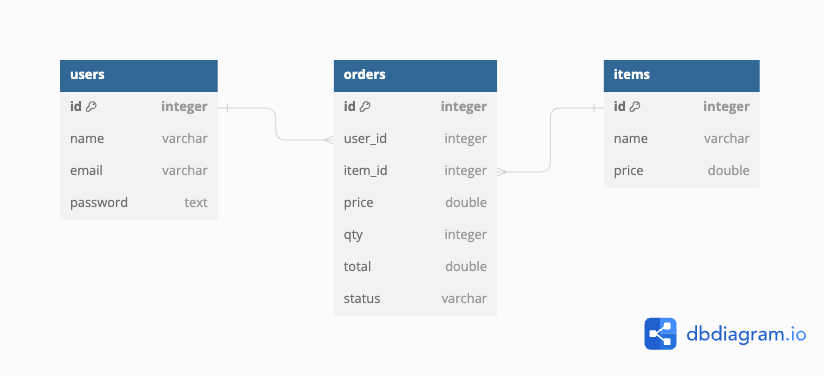 users
id integer
name varchar
email varchar
password text
orders
id integer
user_id integer
item_id integer
price double
qty integer
total double
status varchar
items
id integer
name varchar
price double
dbdiagram.io